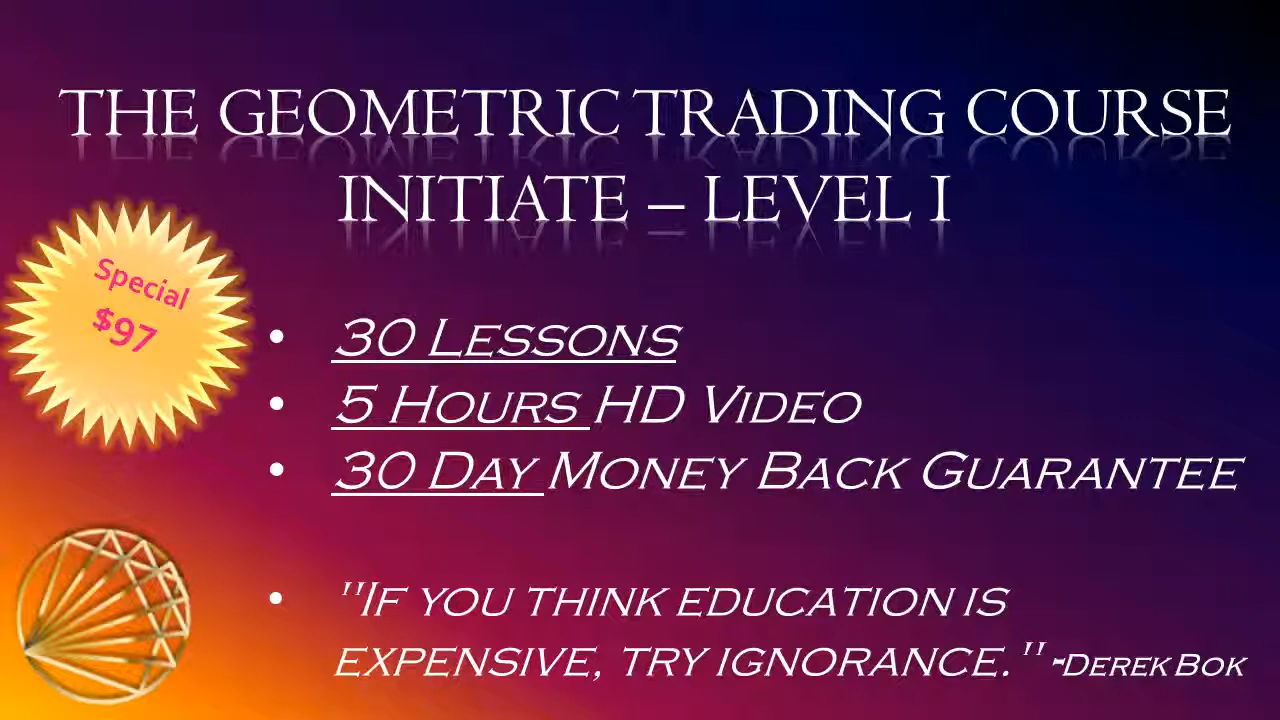 THE GEOMETRIC TRADING COURSE
INITIATE – LEVEL I
Special
$97
• 30 LESSONS
• 5 HOURS HD VIDEO
• 30 DAY MONEY BACK GUARANTEE
• "IF YOU THINK EDUCATION IS
EXPENSIVE, TRY IGNORANCE." -DEREK BOK